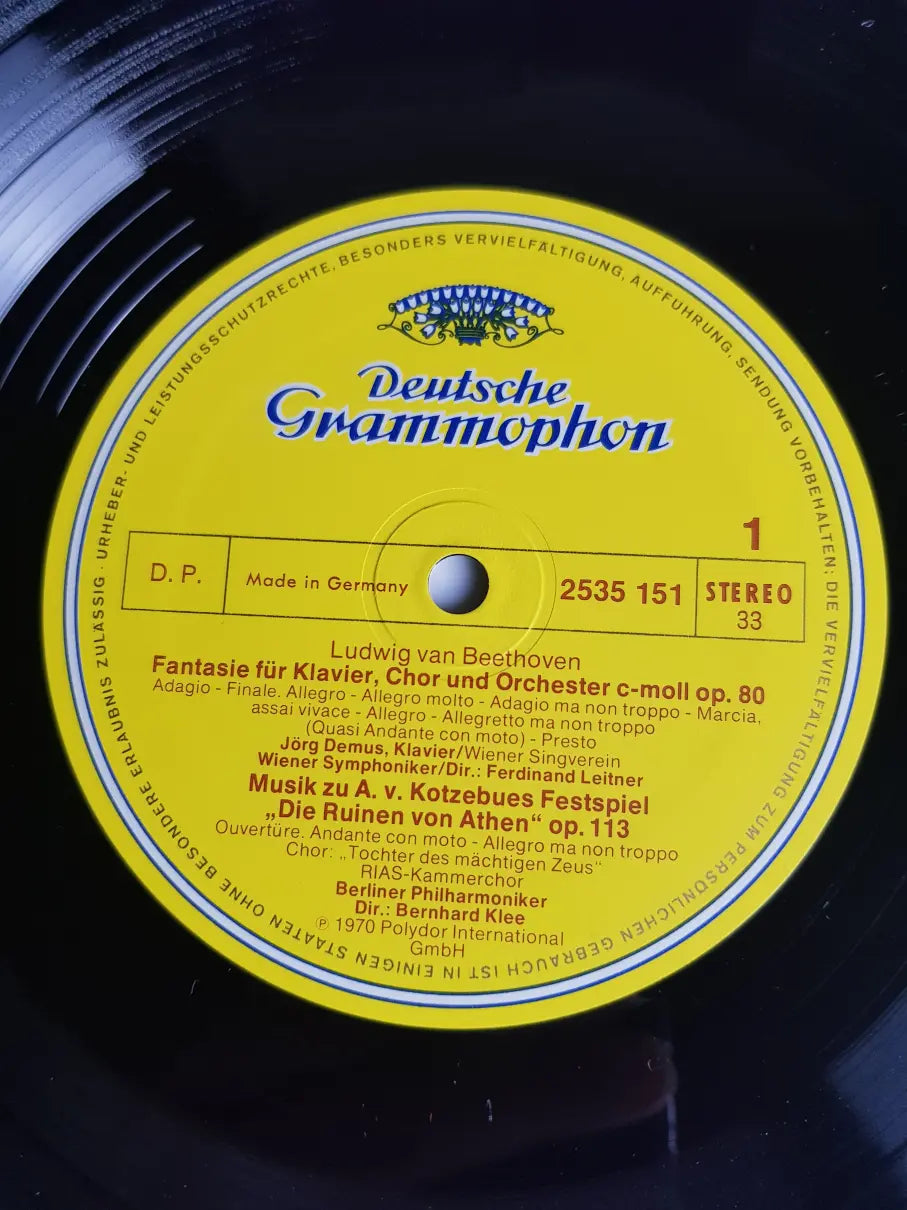 URHEBER- UND LEISTUNGSSCHUTZRECHTE, BESONDERS VERVIELFÄLTIGUNG, AUFFÜHRUNG, SENDUNG VORBEHALTEN; DIE VERVIELFÄLTIGUNG ZUM PERSÖNLICHEN GEBRAUCH IST IN EINIGEN STAATEN OHNE BESONDERE ERLAUBNIS ZULÄSSIG ·
Deutsche
Grammophon
1
D. P.
Made in Germany
2535 151
STEREO
33
Ludwig van Beethoven
Fantasie für Klavier, Chor und Orchester c-moll op. 80
Adagio - Finale. Allegro - Allegro molto - Adagio ma non troppo - Marcia,
assai vivace - Allegro - Allegretto ma non troppo
(Quasi Andante con moto) - Presto
Jörg Demus, Klavier/Wiener Singverein
Wiener Symphoniker/Dir.: Ferdinand Leitner
Musik zu A. v. Kotzebues Festspiel
„Die Ruinen von Athen“ op. 113
Ouvertüre. Andante con moto - Allegro ma non troppo
Chor: „Tochter des mächtigen Zeus“
RIAS-Kammerchor
Berliner Philharmoniker
Dir.: Bernhard Klee
℗ 1970 Polydor International
GmbH